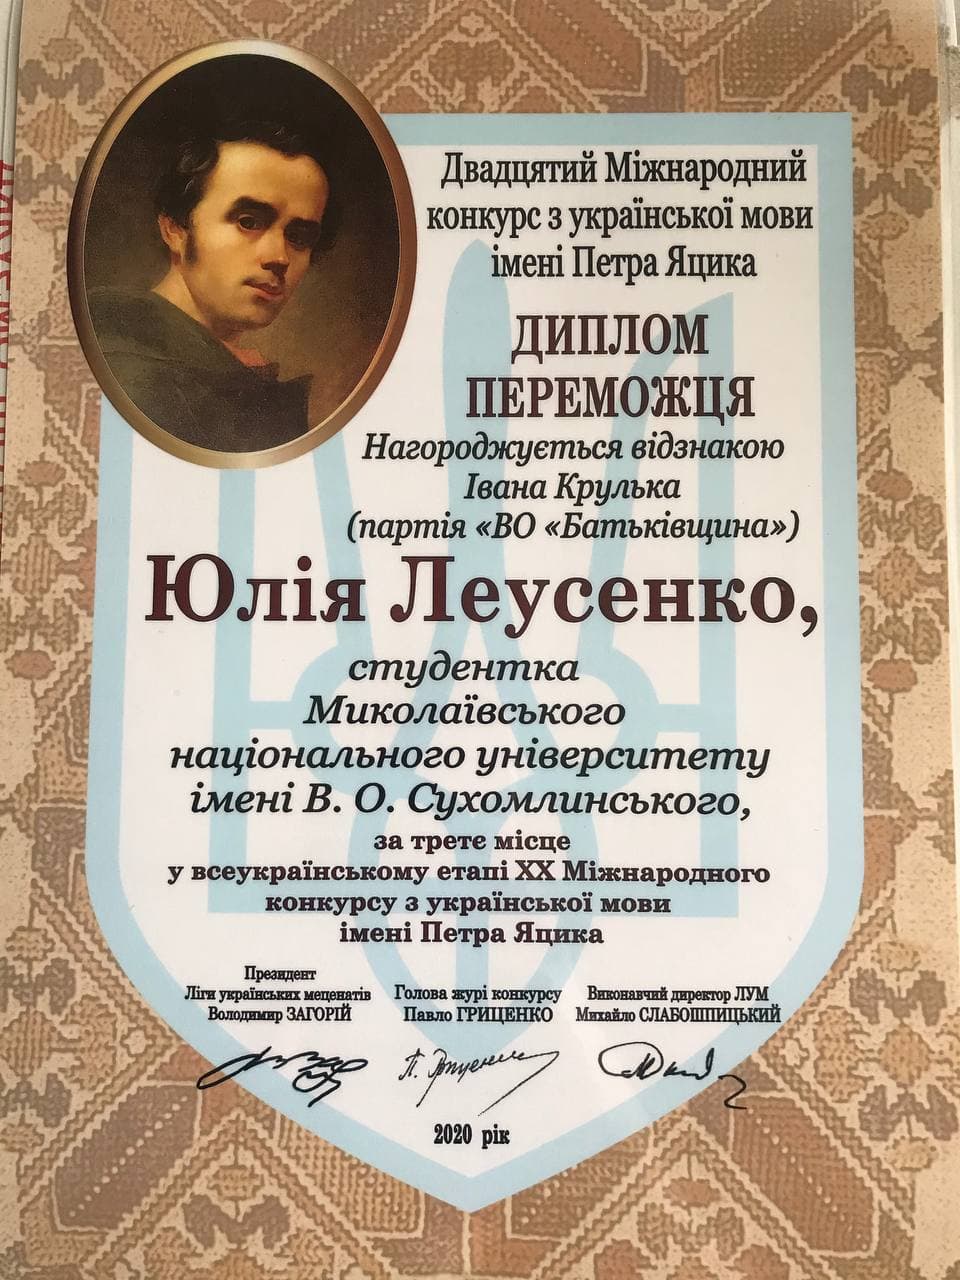 Двадцятий Міжнародний
конкурс з української мови
імені Петра Яцика
ДИПЛОМ
ПЕРЕМОЖЦЯ
Нагороджується відзнакою
Івана Крулька
(партія «ВО «Батьківщина»)
Юлія Леусенко,
студентка
Миколаївського
національного університету
імені В. О. Сухомлинського,
за третє місце
у всеукраїнському етапі XX Міжнародного
конкурсу з української мови
імені Петра Яцика
Президент
Ліги українських меценатів
Володимир ЗАГОРІЙ
Голова журі конкурсу
Павло ГРИЦЕНКО
Виконавчий директор ЛУМ
Михайло СЛАБОШПИЦЬКИЙ
2020 рік